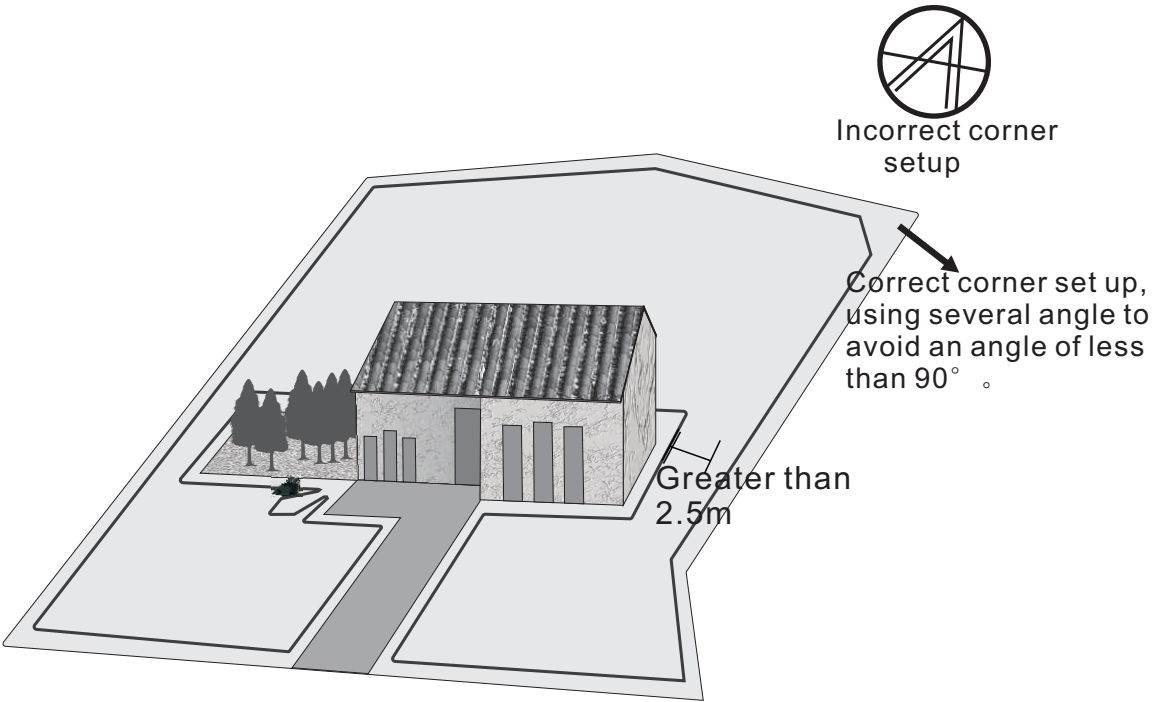 Incorrect corner
setup
Correct corner set up,
using several angle to
avoid an angle of less
than 90° 。
Greater than
2.5m